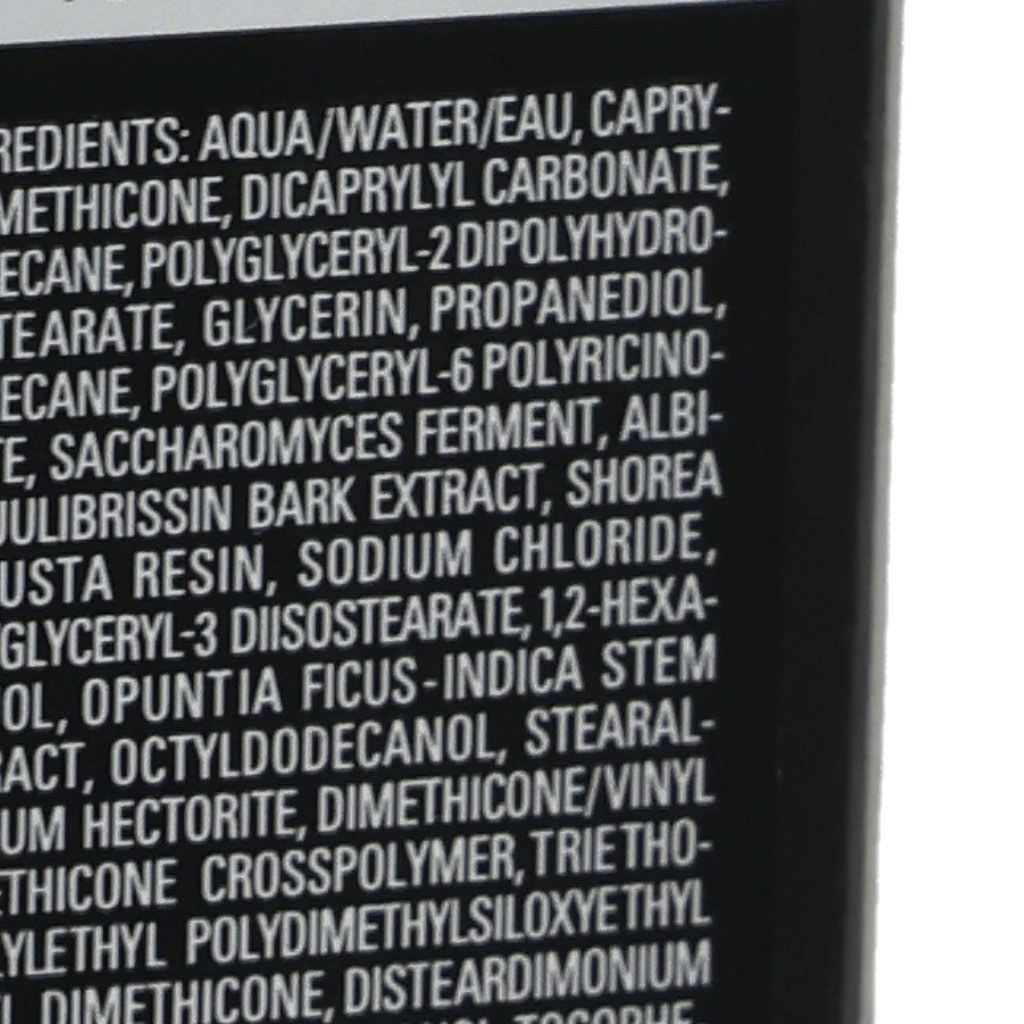 REDIENTS: AQUA/WATER/EAU, CAPRY-
METHICONE, DICAPRYLYL CARBONATE,
ECANE, POLYGLYCERYL-2 DIPOLYHYDRO-
TEARATE, GLYCERIN, PROPANEDIOL,
ECANE, POLYGLYCERYL-6 POLYRICINO-
TE, SACCHAROMYCES FERMENT, ALBI-
JULIBRISSIN BARK EXTRACT, SHOREA
USTA RESIN, SODIUM CHLORIDE,
GLYCERYL-3 DIISOSTEARATE, 1,2-HEXA-
OL, OPUNTIA FICUS-INDICA STEM
RACT, OCTYLDODECANOL, STEARAL-
UM HECTORITE, DIMETHICONE/VINYL
ETHICONE CROSSPOLYMER, TRIETHO-
LYLETHYL POLYDIMETHYLSILOXYETHYL
DIMETHICONE, DISTEARDIMONIUM
TOCOPHE-